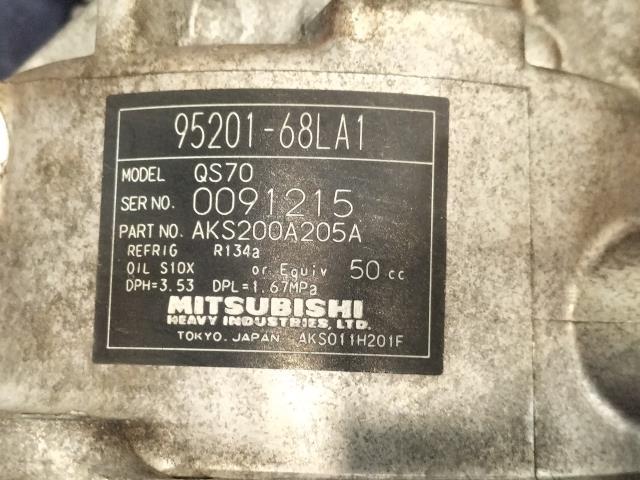 95201-68LA1
MODEL QS70
SER NO. 0091215
PART NO. AKS200A205A
REFRIG R134a
OIL S10X or Equiv 50 cc
DPH=3.53 DPL=1.67MPa
MITSUBISHI
HEAVY INDUSTRIES, LTD.
TOKYO. JAPAN AKS011H201F